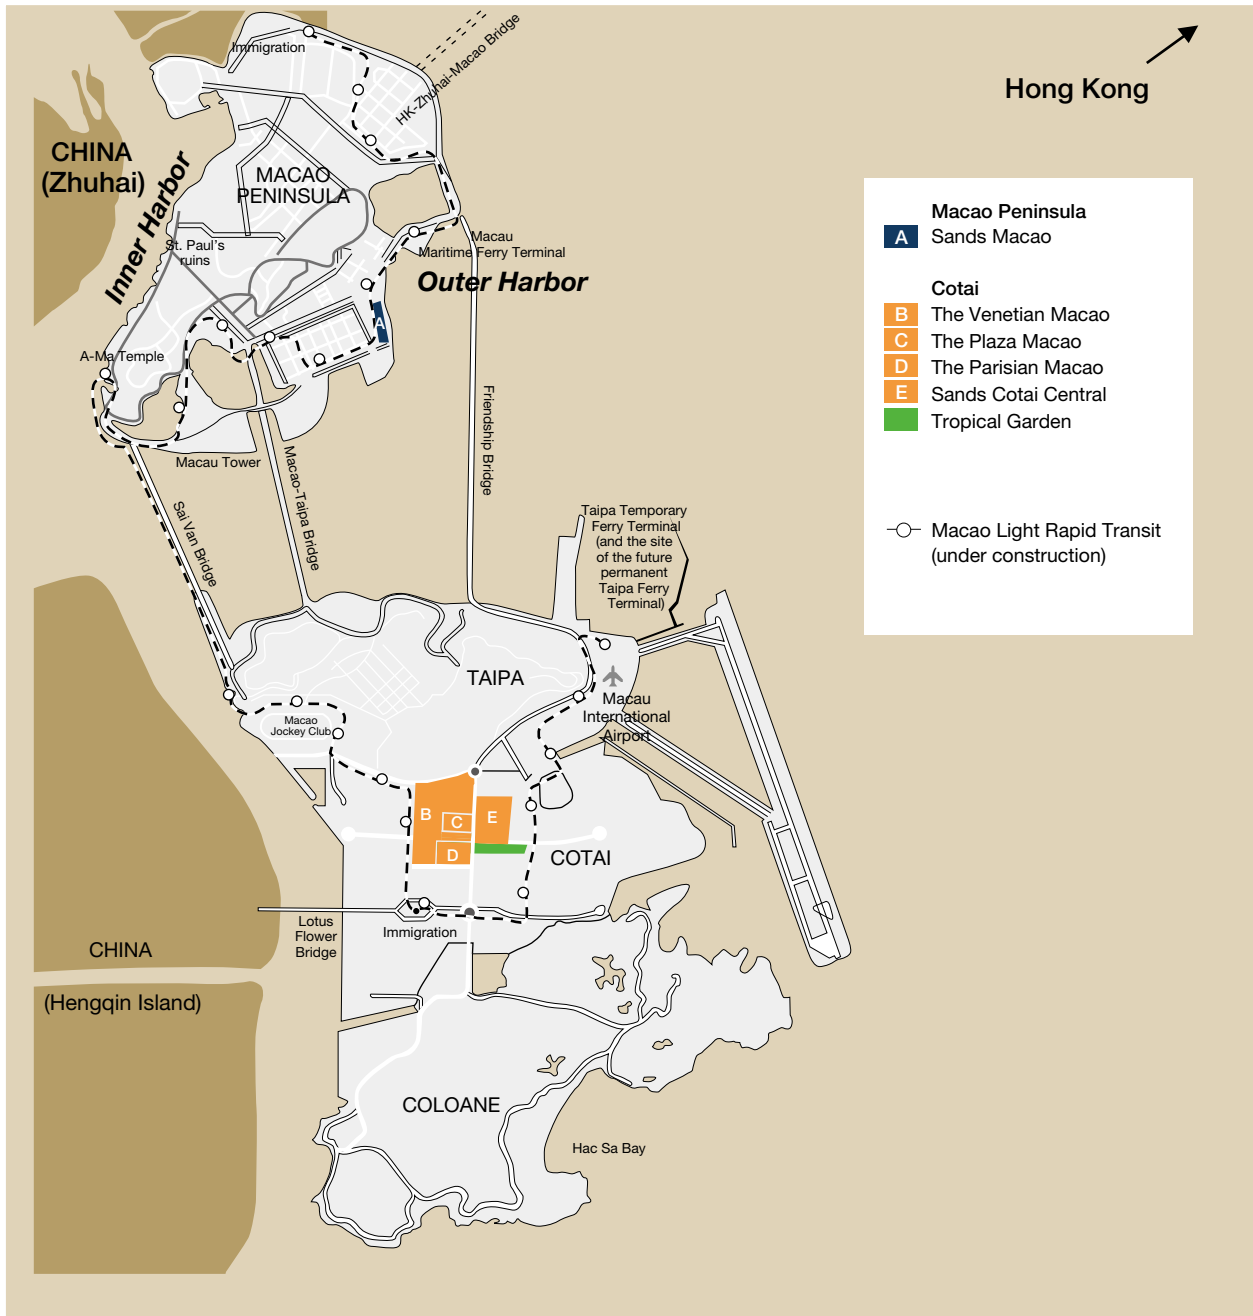 Immigration
HK-Zhuhai-Macao Bridge
Hong Kong
CHINA
(Zhuhai)
Inner Harbor
MACAO
PENINSULA
St. Paul's
ruins
Macau
Maritime Ferry Terminal
Outer Harbor
A
A-Ma Temple
Macau Tower
Sai Van Bridge
Macao-Taipa Bridge
Friendship Bridge
Taipa Temporary
Ferry Terminal
(and the site
of the future
permanent
Taipa Ferry
Terminal)
TAIPA
Macao
Jockey Club
Macau
International
Airport
B
C
D
E
COTAI
Lotus
Flower
Bridge
Immigration
CHINA
(Hengqin Island)
COLOANE
Hac Sa Bay
Macao Peninsula
A Sands Macao
Cotai
B The Venetian Macao
C The Plaza Macao
D The Parisian Macao
E Sands Cotai Central
Tropical Garden
Macao Light Rapid Transit
(under construction)